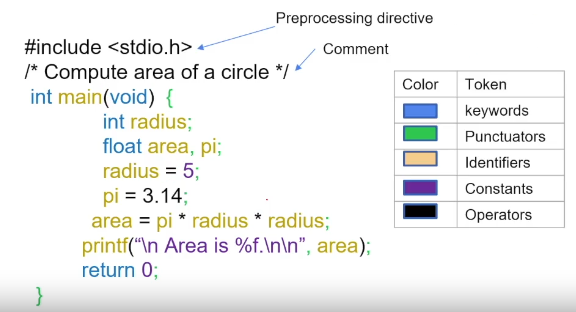 Preprocessing directive
#include <stdio.h>
Comment
/* Compute area of a circle */
int main(void) {
int radius;
float area, pi;
radius = 5;
pi = 3.14;
area = pi * radius * radius;
printf(“\n Area is %f.\n\n”, area);
return 0;
}
Color Token
keywords
Punctuators
Identifiers
Constants
Operators